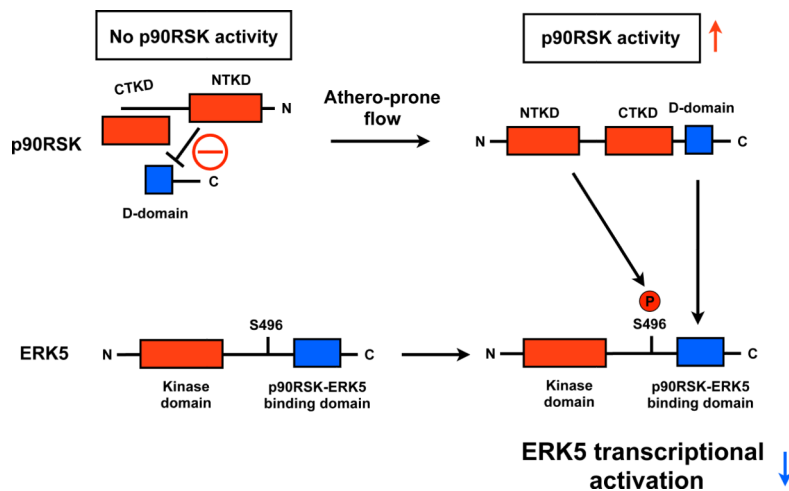 No p90RSK activity
p90RSK activity
CTKD
NTKD
N
p90RSK
C
D-domain
Athero-prone
flow
NTKD
CTKD
D-domain
N
C
P
S496
S496
ERK5
N
C
N
C
Kinase
domain
p90RSK-ERK5
binding domain
Kinase
domain
p90RSK-ERK5
binding domain
ERK5 transcriptional
activation